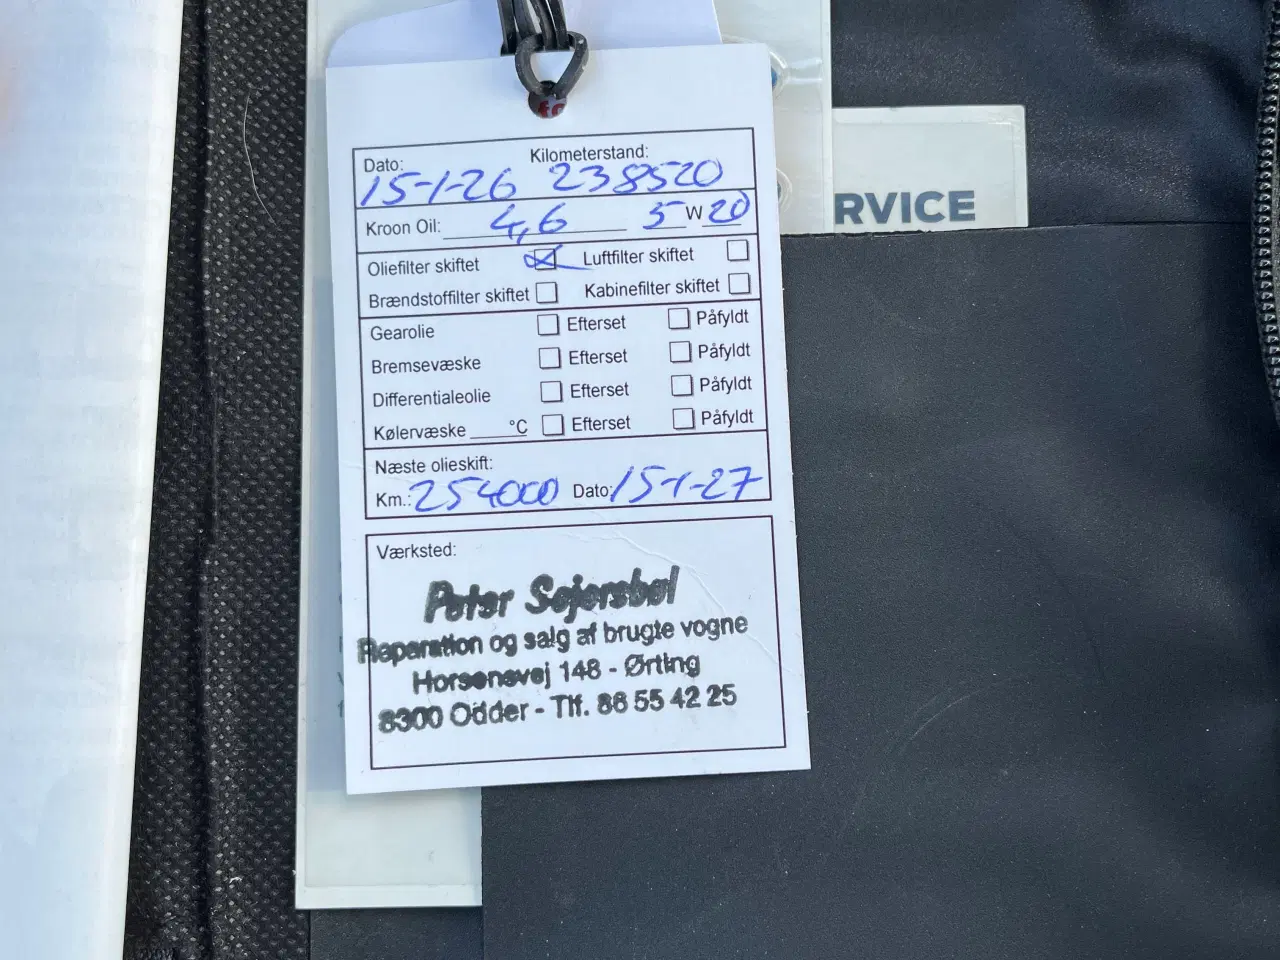 Dato: Kilometerstand:
15-1-26 238520
Kroon Oil: 4,6 5 W 20
Oliefilter skiftet Luftfilter skiftet
Brændstoffilter skiftet Kabinefilter skiftet
Gearolie Efterset Påfyldt
Bremsevæske Efterset Påfyldt
Differentialeolie Efterset Påfyldt
Kølervæske ____°C Efterset Påfyldt
Næste olieskift:
Km.: 254000 Dato: 15-1-27
Værksted:
Peter Sejersbøl
Reparation og salg af brugte vogne
Horsensvej 148 - Ørting
8300 Odder - Tlf. 86 55 42 25
RVICE